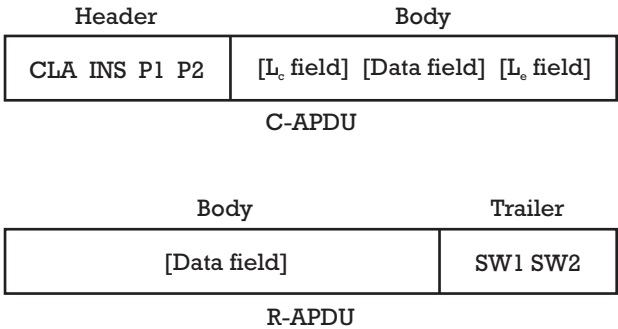 Header Body
CLA INS P1 P2 [Lc field] [Data field] [Le field]
C-APDU
Body Trailer
[Data field] SW1 SW2
R-APDU